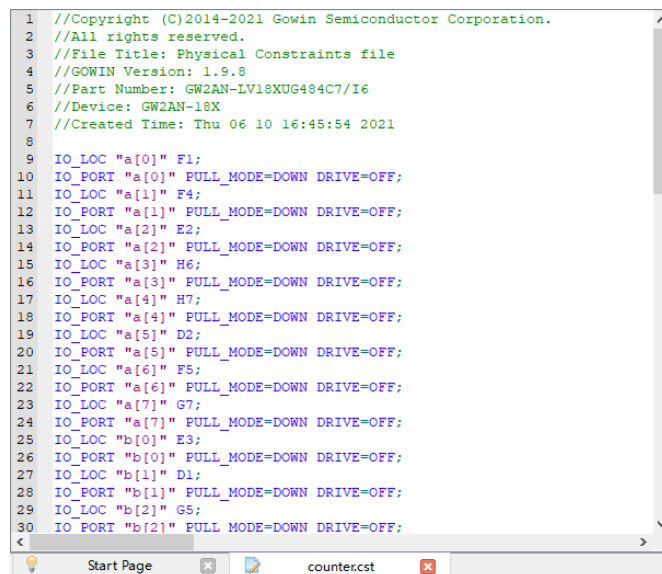 1 //Copyright (C)2014-2021 Gowin Semiconductor Corporation.
2 //All rights reserved.
3 //File Title: Physical Constraints file
4 //GOWIN Version: 1.9.8
5 //Part Number: GW2AN-LV18XUG484C7/I6
6 //Device: GW2AN-18X
7 //Created Time: Thu 06 10 16:45:54 2021
8
9 IO_LOC "a[0]" F1;
10 IO_PORT "a[0]" PULL_MODE=DOWN DRIVE=OFF;
11 IO_LOC "a[1]" F4;
12 IO_PORT "a[1]" PULL_MODE=DOWN DRIVE=OFF;
13 IO_LOC "a[2]" E2;
14 IO_PORT "a[2]" PULL_MODE=DOWN DRIVE=OFF;
15 IO_LOC "a[3]" H6;
16 IO_PORT "a[3]" PULL_MODE=DOWN DRIVE=OFF;
17 IO_LOC "a[4]" H7;
18 IO_PORT "a[4]" PULL_MODE=DOWN DRIVE=OFF;
19 IO_LOC "a[5]" D2;
20 IO_PORT "a[5]" PULL_MODE=DOWN DRIVE=OFF;
21 IO_LOC "a[6]" F5;
22 IO_PORT "a[6]" PULL_MODE=DOWN DRIVE=OFF;
23 IO_LOC "a[7]" G7;
24 IO_PORT "a[7]" PULL_MODE=DOWN DRIVE=OFF;
25 IO_LOC "b[0]" E3;
26 IO_PORT "b[0]" PULL_MODE=DOWN DRIVE=OFF;
27 IO_LOC "b[1]" D1;
28 IO_PORT "b[1]" PULL_MODE=DOWN DRIVE=OFF;
29 IO_LOC "b[2]" G5;
30 IO_PORT "b[2]" PULL_MODE=DOWN DRIVE=OFF;
Start Page counter.cst